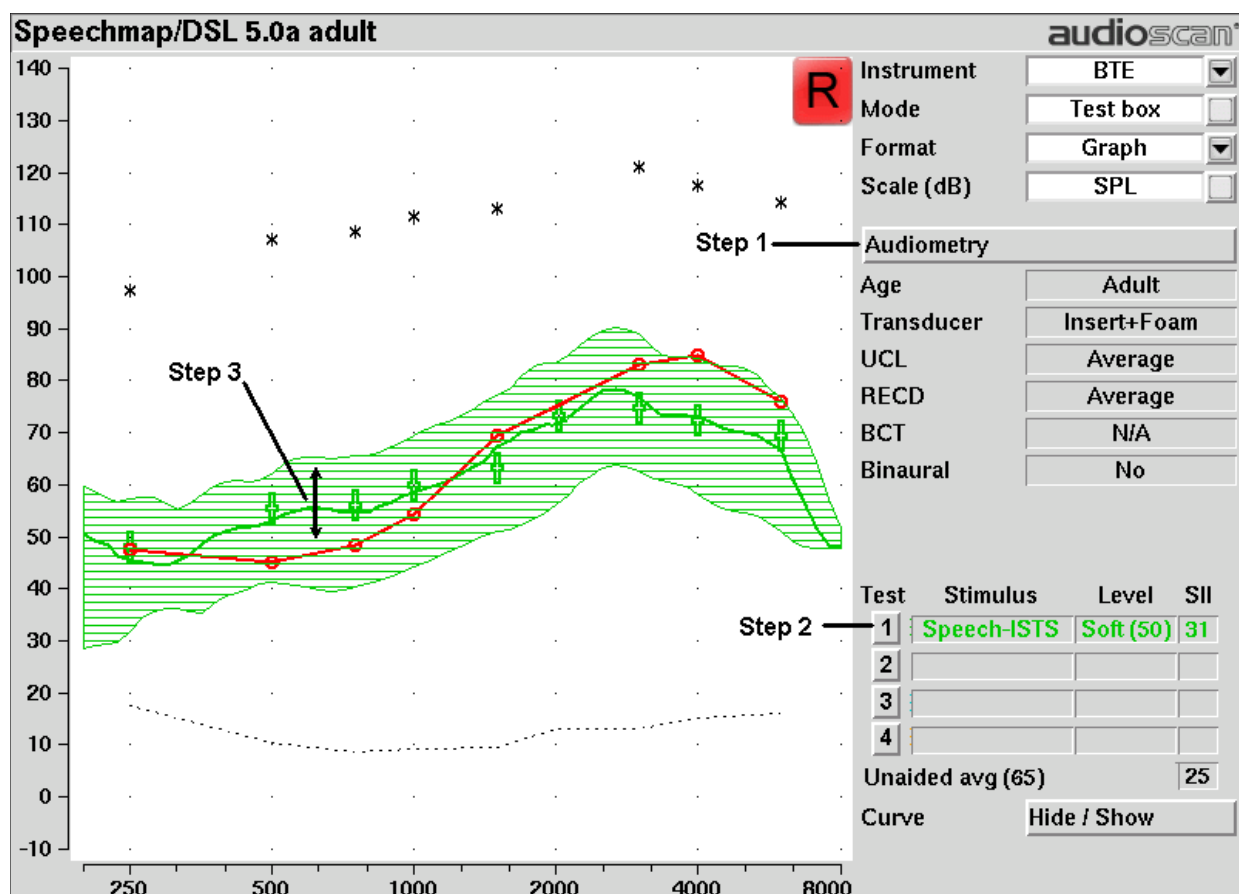 Speechmap/DSL 5.0a adult
audioscan
R
Instrument BTE
Mode Test box
Format Graph
Scale (dB) SPL
Step 1 Audiometry
Age Adult
Transducer Insert+Foam
UCL Average
RECD Average
BCT N/A
Binaural No
Step 3
Test Stimulus Level SII
Step 2 1 Speech-ISTS Soft (50) 31
2
3
4
Unaided avg (65) 25
Curve Hide / Show
140
130
120
110
100
90
80
70
60
50
40
30
20
10
0
-10
250 500 1000 2000 4000 8000